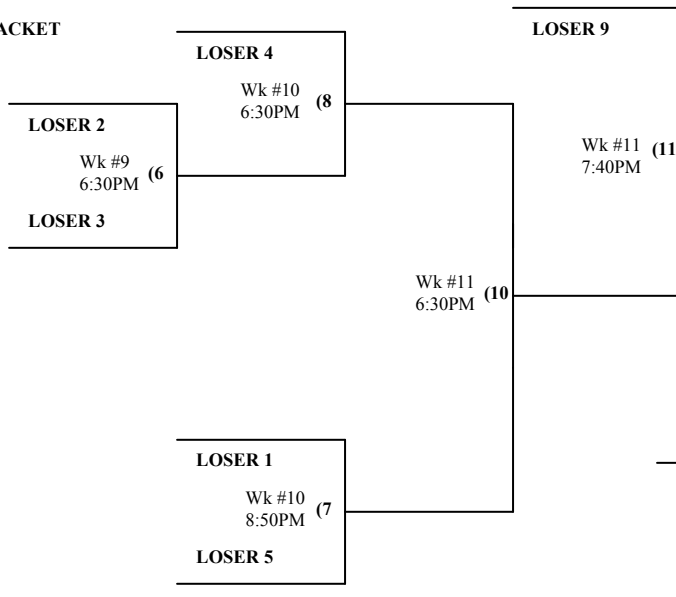 ACKET
LOSER 9
LOSER 4
Wk #10
6:30PM (8
LOSER 2
Wk #9
6:30PM (6
LOSER 3
Wk #11
7:40PM (11
Wk #11
6:30PM (10
LOSER 1
Wk #10
8:50PM (7
LOSER 5